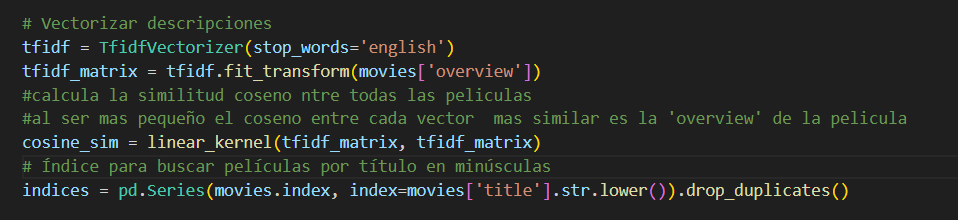 # Vectorizar descripciones
tfidf = TfidfVectorizer(stop_words='english')
tfidf_matrix = tfidf.fit_transform(movies['overview'])
#calcula la similitud coseno ntre todas las peliculas
#al ser mas pequeño el coseno entre cada vector  mas similar es la 'overview' de la pelicula
cosine_sim = linear_kernel(tfidf_matrix, tfidf_matrix)
# Índice para buscar películas por título en minúsculas
indices = pd.Series(movies.index, index=movies['title'].str.lower()).drop_duplicates()